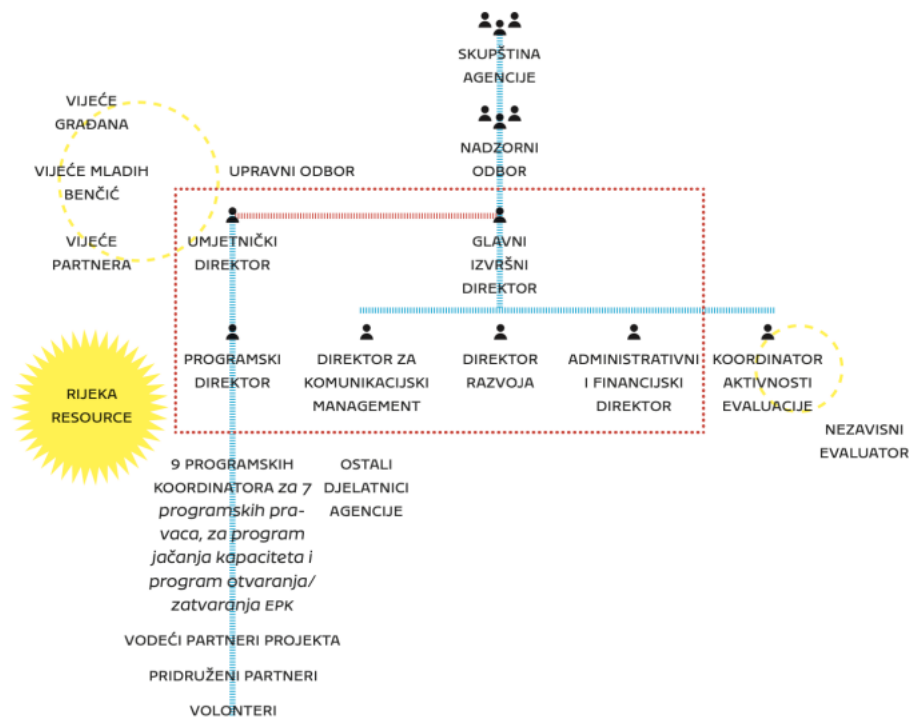 SKUPŠTINA
AGENCIJE
VIJEĆE
GRAĐANA
NADZORNI
ODBOR
VIJEĆE MLADIH
BENČIĆ
UPRAVNI ODBOR
VIJEĆE
PARTNERA
UMJETNIČKI
DIREKTOR
GLAVNI
IZVRŠNI
DIREKTOR
PROGRAMSKI
DIREKTOR
DIREKTOR ZA
KOMUNIKACIJSKI
MANAGEMENT
DIREKTOR
RAZVOJA
ADMINISTRATIVNI
I FINANCIJSKI
DIREKTOR
KOORDINATOR
AKTIVNOSTI
EVALUACIJE
RIJEKA
RESOURCE
NEZAVISNI
EVALUATOR
9 PROGRAMSKIH
KOORDINATORA za 7
programskih pra-
vaca, za program
jačanja kapaciteta i
program otvaranja/
zatvaranja EPK
OSTALI
DJELATNICI
AGENCIJE
VODEĆI PARTNERI PROJEKTA
PRIDRUŽENI PARTNERI
VOLONTERI